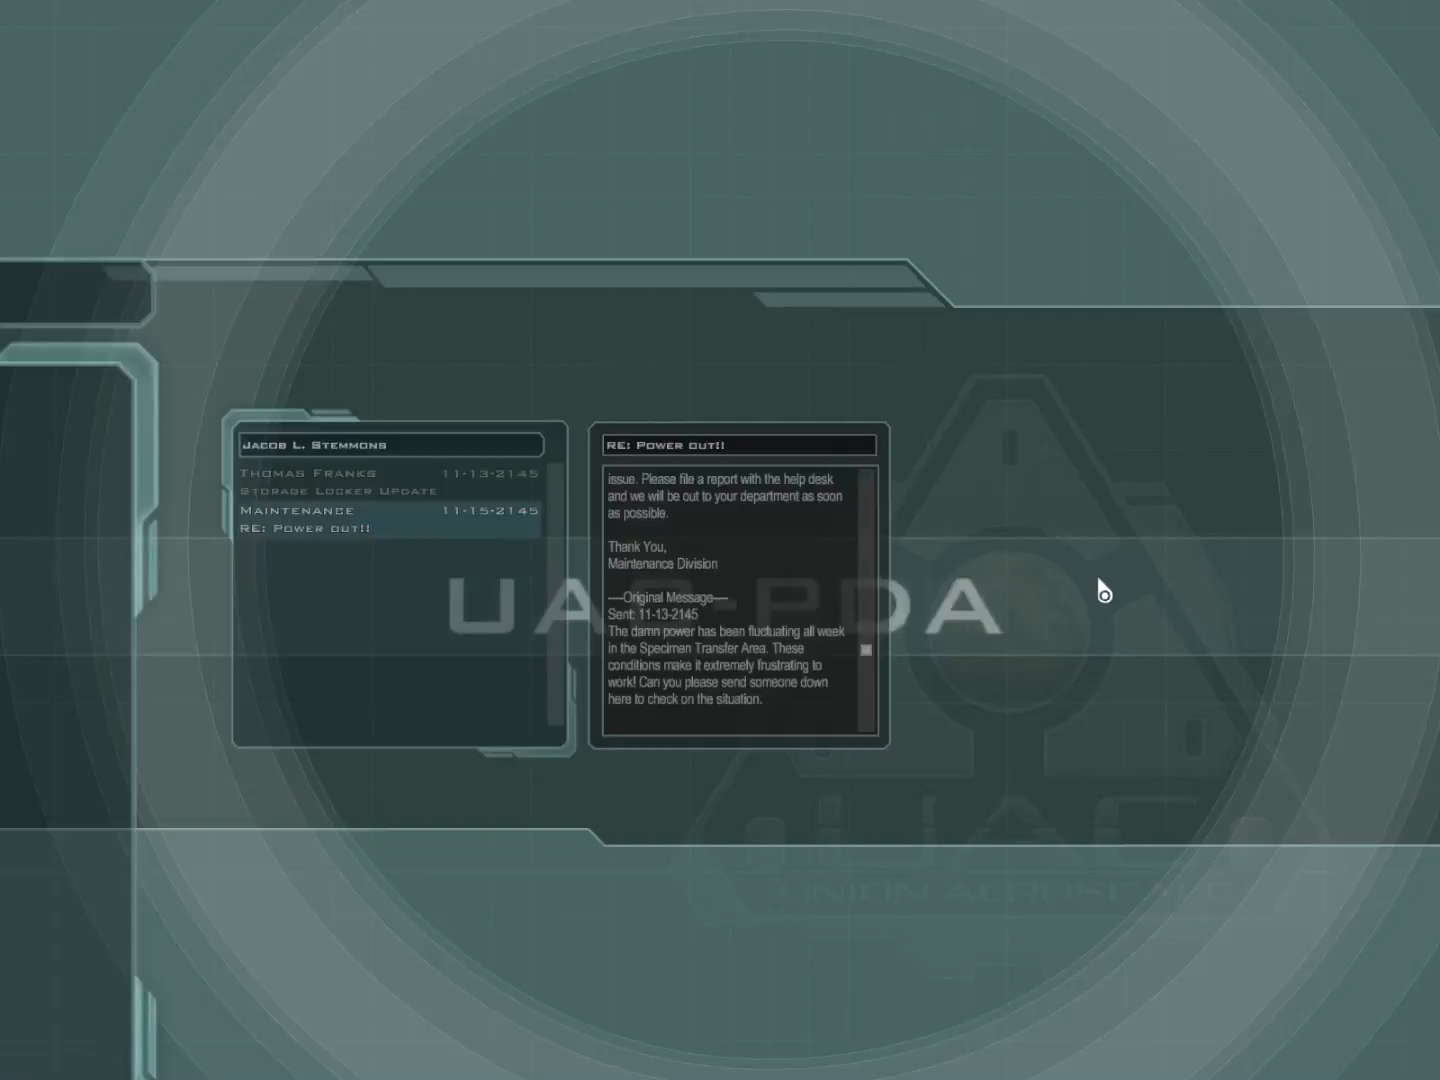 Jacob L. Stemmons
Thomas Franks 11-13-2145
Storage Locker Update
Maintenance 11-15-2145
RE: Power out!!
RE: Power out!!
issue. Please file a report with the help desk
and we will be out to your department as soon
as possible.
Thank You,
Maintenance Division
----Original Message----
Sent: 11-13-2145
The damn power has been fluctuating all week
in the Specimen Transfer Area. These
conditions make it extremely frustrating to
work! Can you please send someone down
here to check on the situation.
UAC-PDA
UAC
UNION AEROSPACE